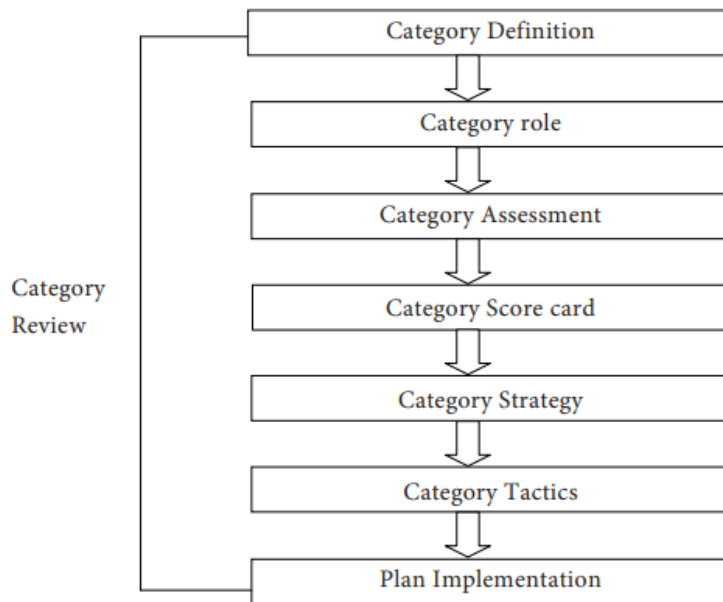 Category Definition
Category role
Category Assessment
Category
Review
Category Score card
Category Strategy
Category Tactics
Plan Implementation